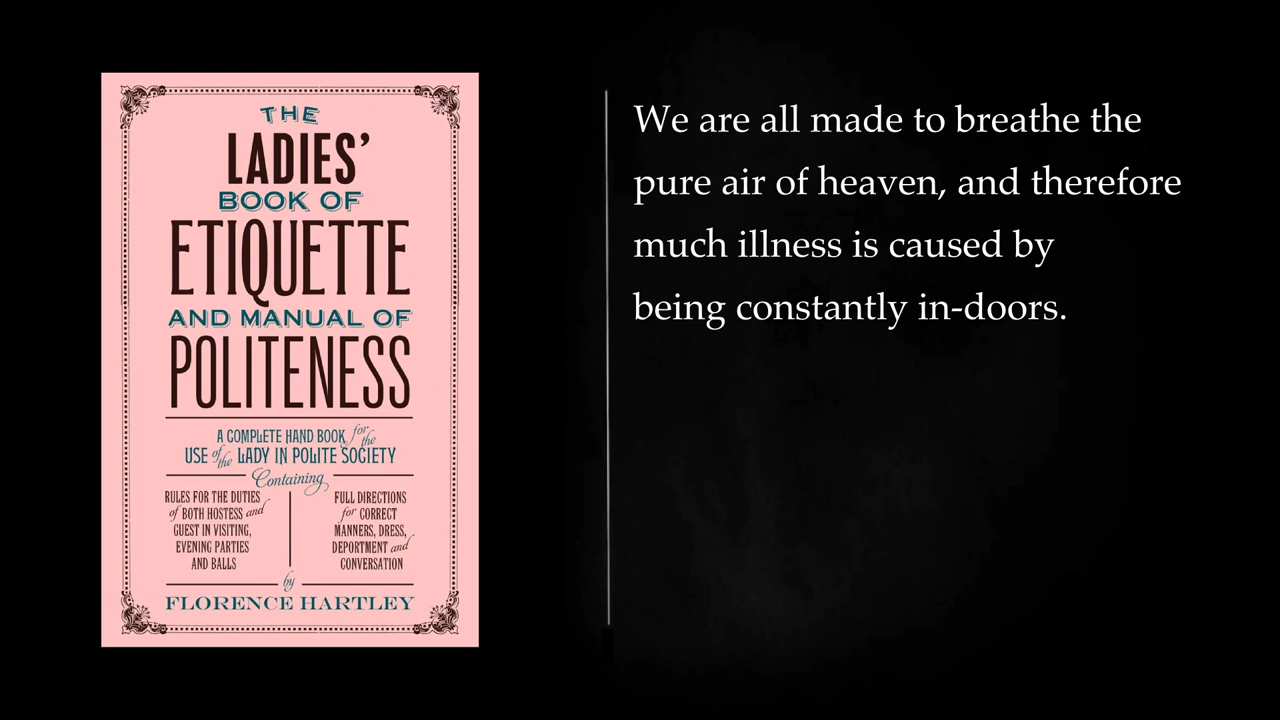 THE
LADIES'
BOOK OF
ETIQUETTE
AND MANUAL OF
POLITENESS
A COMPLETE HAND BOOK for the
USE of the LADY IN POLITE SOCIETY
Containing
RULES FOR THE DUTIES
of BOTH HOSTESS and
GUEST IN VISITING,
EVENING PARTIES
AND BALLS
FULL DIRECTIONS
for CORRECT
MANNERS, DRESS,
DEPORTMENT and
CONVERSATION
by
FLORENCE HARTLEY
We are all made to breathe the
pure air of heaven, and therefore
much illness is caused by
being constantly in-doors.